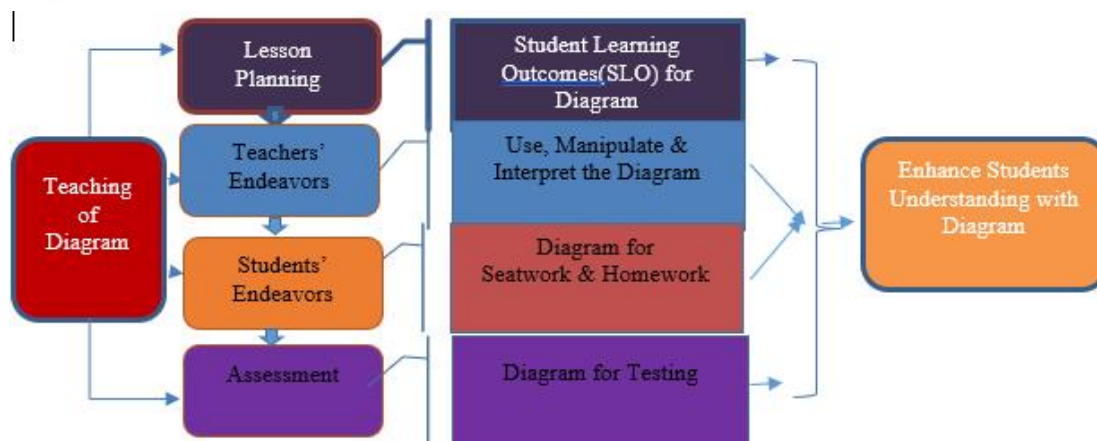 Teaching
of
Diagram
Lesson
Planning
Teachers’
Endeavors
Students’
Endeavors
Assessment
Student Learning
Outcomes(SLO) for
Diagram
Use, Manipulate &
Interpret the Diagram
Diagram for
Seatwork & Homework
Diagram for Testing
Enhance Students
Understanding with
Diagram